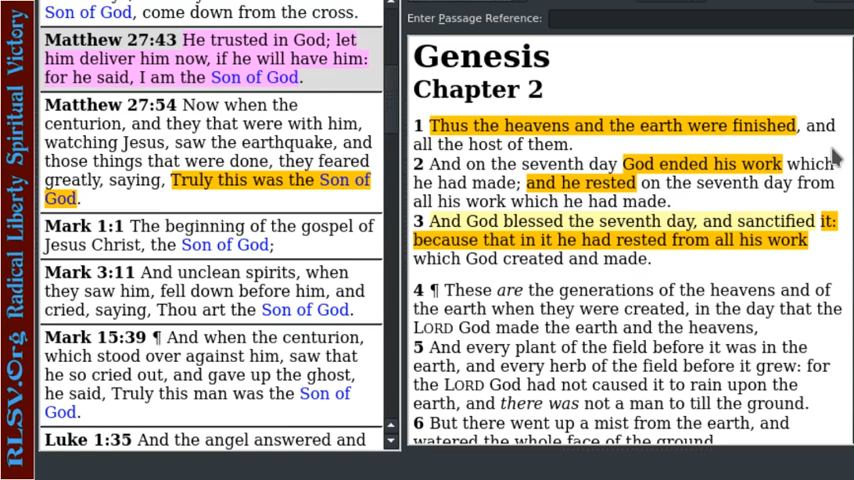 RLSV.Org Radical Liberty Spiritual Victory
Son of God, come down from the cross.
Matthew 27:43 He trusted in God; let
him deliver him now, if he will have him:
for he said, I am the Son of God.
Matthew 27:54 Now when the
centurion, and they that were with him,
watching Jesus, saw the earthquake, and
those things that were done, they feared
greatly, saying, Truly this was the Son of
God.
Mark 1:1 The beginning of the gospel of
Jesus Christ, the Son of God;
Mark 3:11 And unclean spirits, when
they saw him, fell down before him, and
cried, saying, Thou art the Son of God.
Mark 15:39 ¶ And when the centurion,
which stood over against him, saw that
he so cried out, and gave up the ghost,
he said, Truly this man was the Son of
God.
Luke 1:35 And the angel answered and
Enter Passage Reference:
Genesis
Chapter 2
1 Thus the heavens and the earth were finished, and
all the host of them.
2 And on the seventh day God ended his work which
he had made; and he rested on the seventh day from
all his work which he had made.
3 And God blessed the seventh day, and sanctified it:
because that in it he had rested from all his work
which God created and made.
4 ¶ These are the generations of the heavens and of
the earth when they were created, in the day that the
LORD God made the earth and the heavens,
5 And every plant of the field before it was in the
earth, and every herb of the field before it grew: for
the LORD God had not caused it to rain upon the
earth, and there was not a man to till the ground.
6 But there went up a mist from the earth, and
watered the whole face of the ground